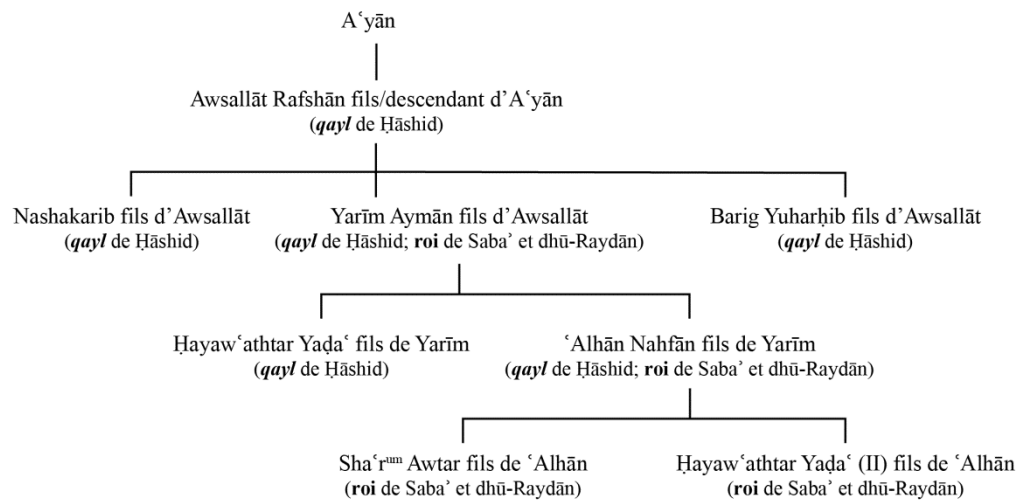 Aʿyān
Awsallāt Rafshān fils/descendant d’Aʿyān
(qayl de Ḥāshid)
Nashakarib fils d’Awsallāt
(qayl de Ḥāshid)
Yarīm Aymān fils d’Awsallāt
(qayl de Ḥāshid; roi de Sabaʾ et dhū-Raydān)
Barig Yuharḥib fils d’Awsallāt
(qayl de Ḥāshid)
Ḥayawʿathtar Yaḍaʿ fils de Yarīm
(qayl de Ḥāshid)
ʿAlhān Nahfān fils de Yarīm
(qayl de Ḥāshid; roi de Sabaʾ et dhū-Raydān)
Shaʿrᵘᵐ Awtar fils de ʿAlhān
(roi de Sabaʾ et dhū-Raydān)
Ḥayawʿathtar Yaḍaʿ (II) fils de ʿAlhān
(roi de Sabaʾ et dhū-Raydān)